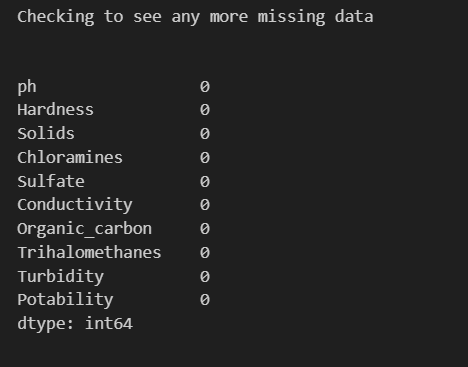 Checking to see any more missing data
ph 0
Hardness 0
Solids 0
Chloramines 0
Sulfate 0
Conductivity 0
Organic_carbon 0
Trihalomethanes 0
Turbidity 0
Potability 0
dtype: int64